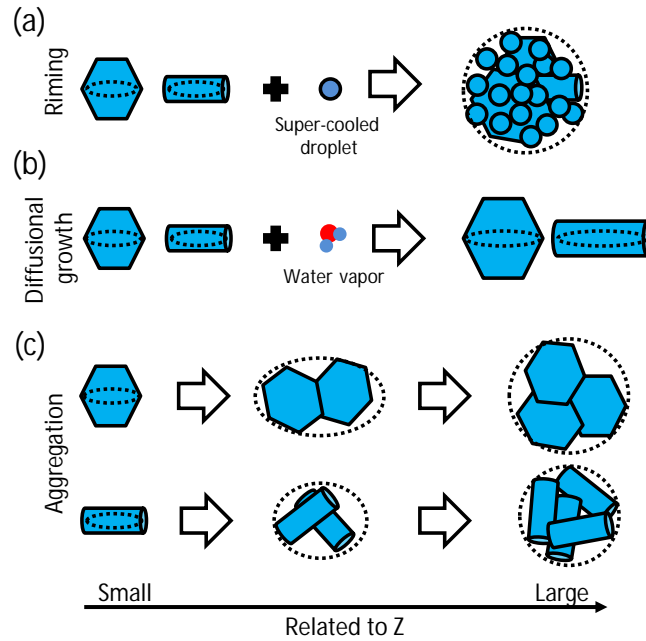 (a)
Riming
Super-cooled
droplet
(b)
Diffusional
growth
Water vapor
(c)
Aggregation
Small
Large
Related to Z